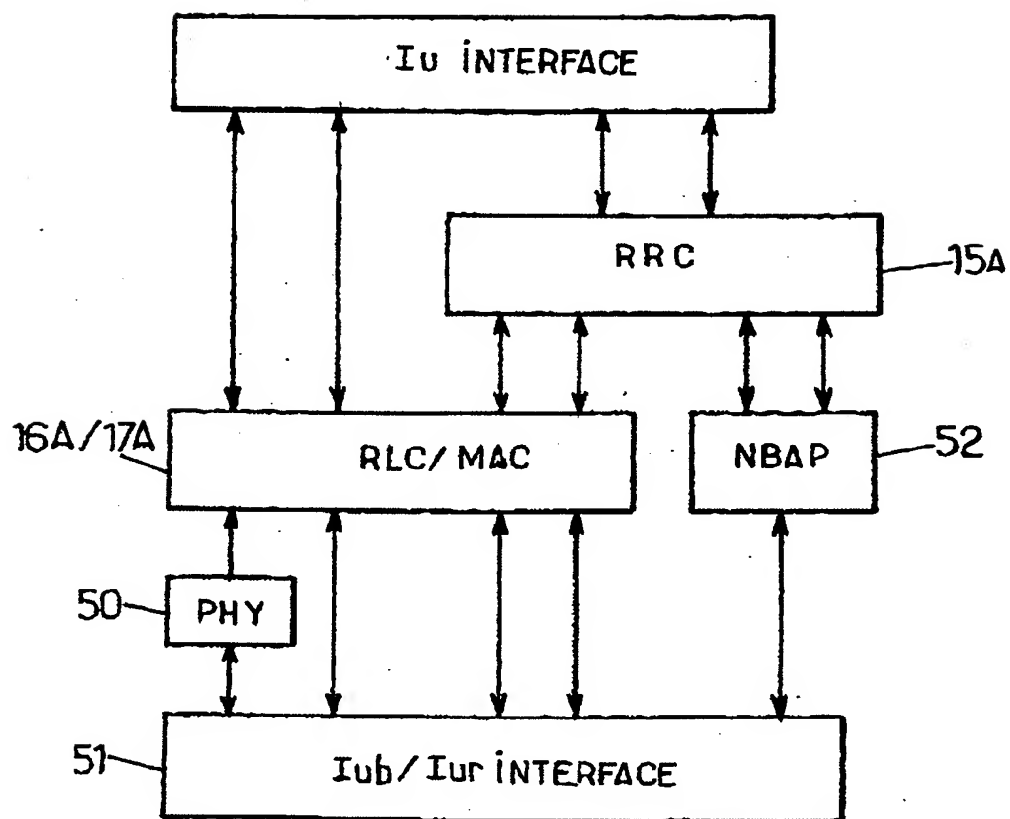 Iu iNTERFACE
RRC
15A
16A/17A
RLC/MAC
NBAP
52
50
PHY
51
Iub/Iur iNTERFACE